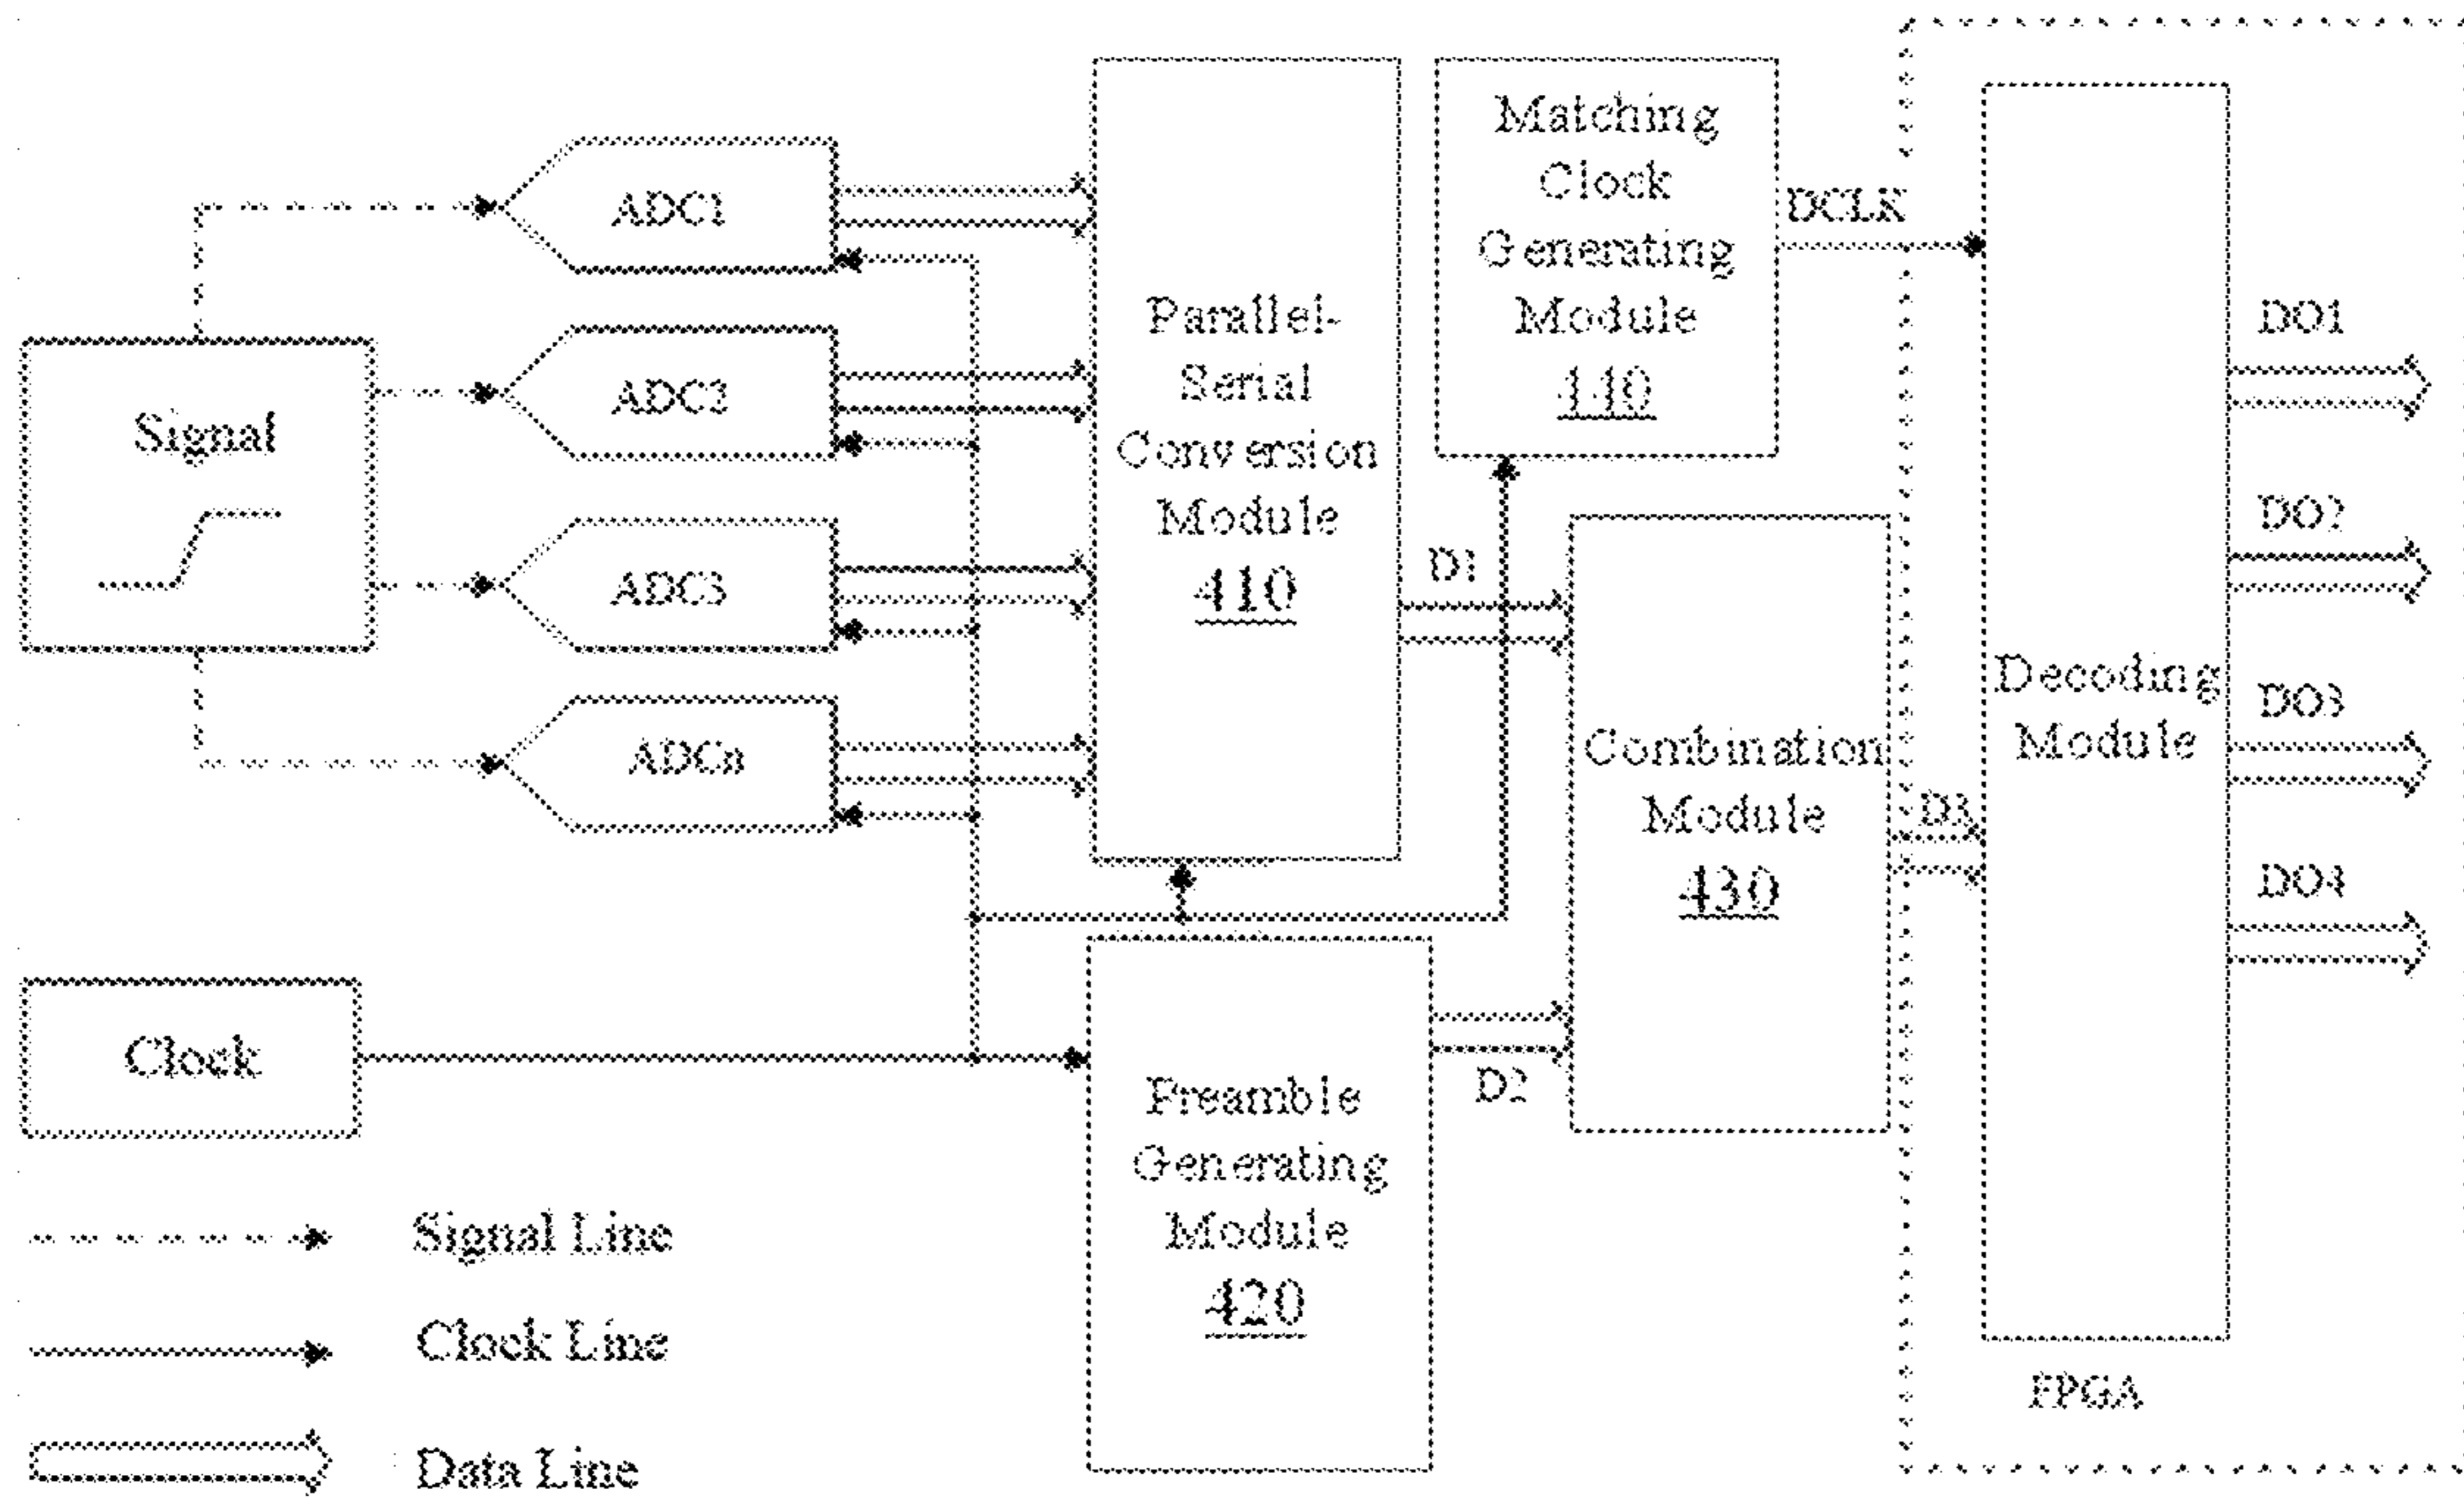 ADC1
ADC2
ADC3
ADCn
Signal
Clock
Parallel-
Serial
Conversion
Module
410
Matching
Clock
Generating
Module
440
DCLK
D1
Combination
Module
430
Preamble
Generating
Module
420
D2
D3
Decoding
Module
FPGA
DO1
DO2
DO3
DO4
Signal Line
Clock Line
Data Line